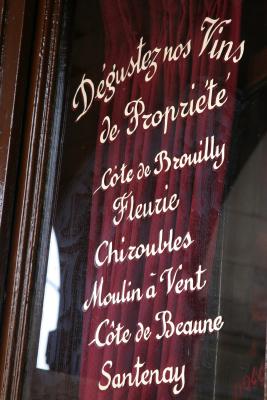 Dégustez nos Vins
de Propriété
Côte de Brouilly
Fleurie
Chiroubles
Moulin à Vent
Côte de Beaune
Santenay